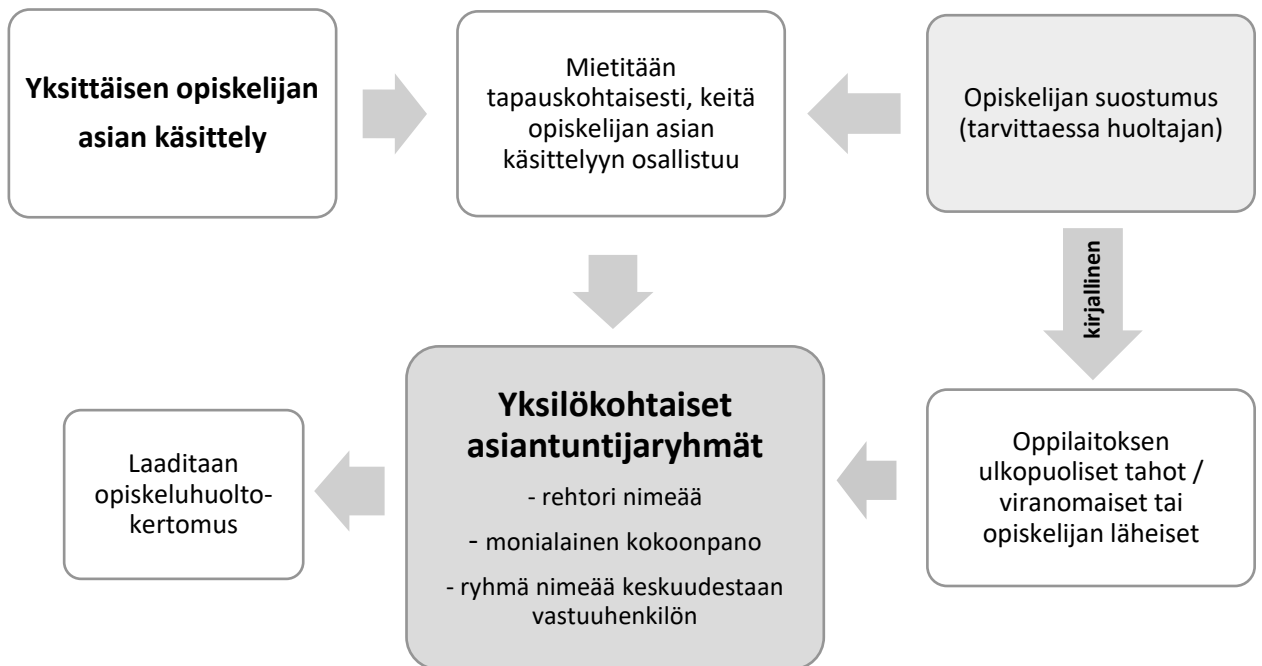 Yksittäisen opiskelijan
asian käsittely
Mietitään
tapauskohtaisesti, keitä
opiskelijan asian
käsittelyyn osallistuu
Opiskelijan suostumus
(tarvittaessa huoltajan)
kirjallinen
Laaditaan
opiskeluhuolto-
kertomus
Yksilökohtaiset
asiantuntijaryhmät
- rehtori nimeää
- monialainen kokoonpano
- ryhmä nimeää keskuudestaan
vastuuhenkilön
Oppilaitoksen
ulkopuoliset tahot /
viranomaiset tai
opiskelijan läheiset